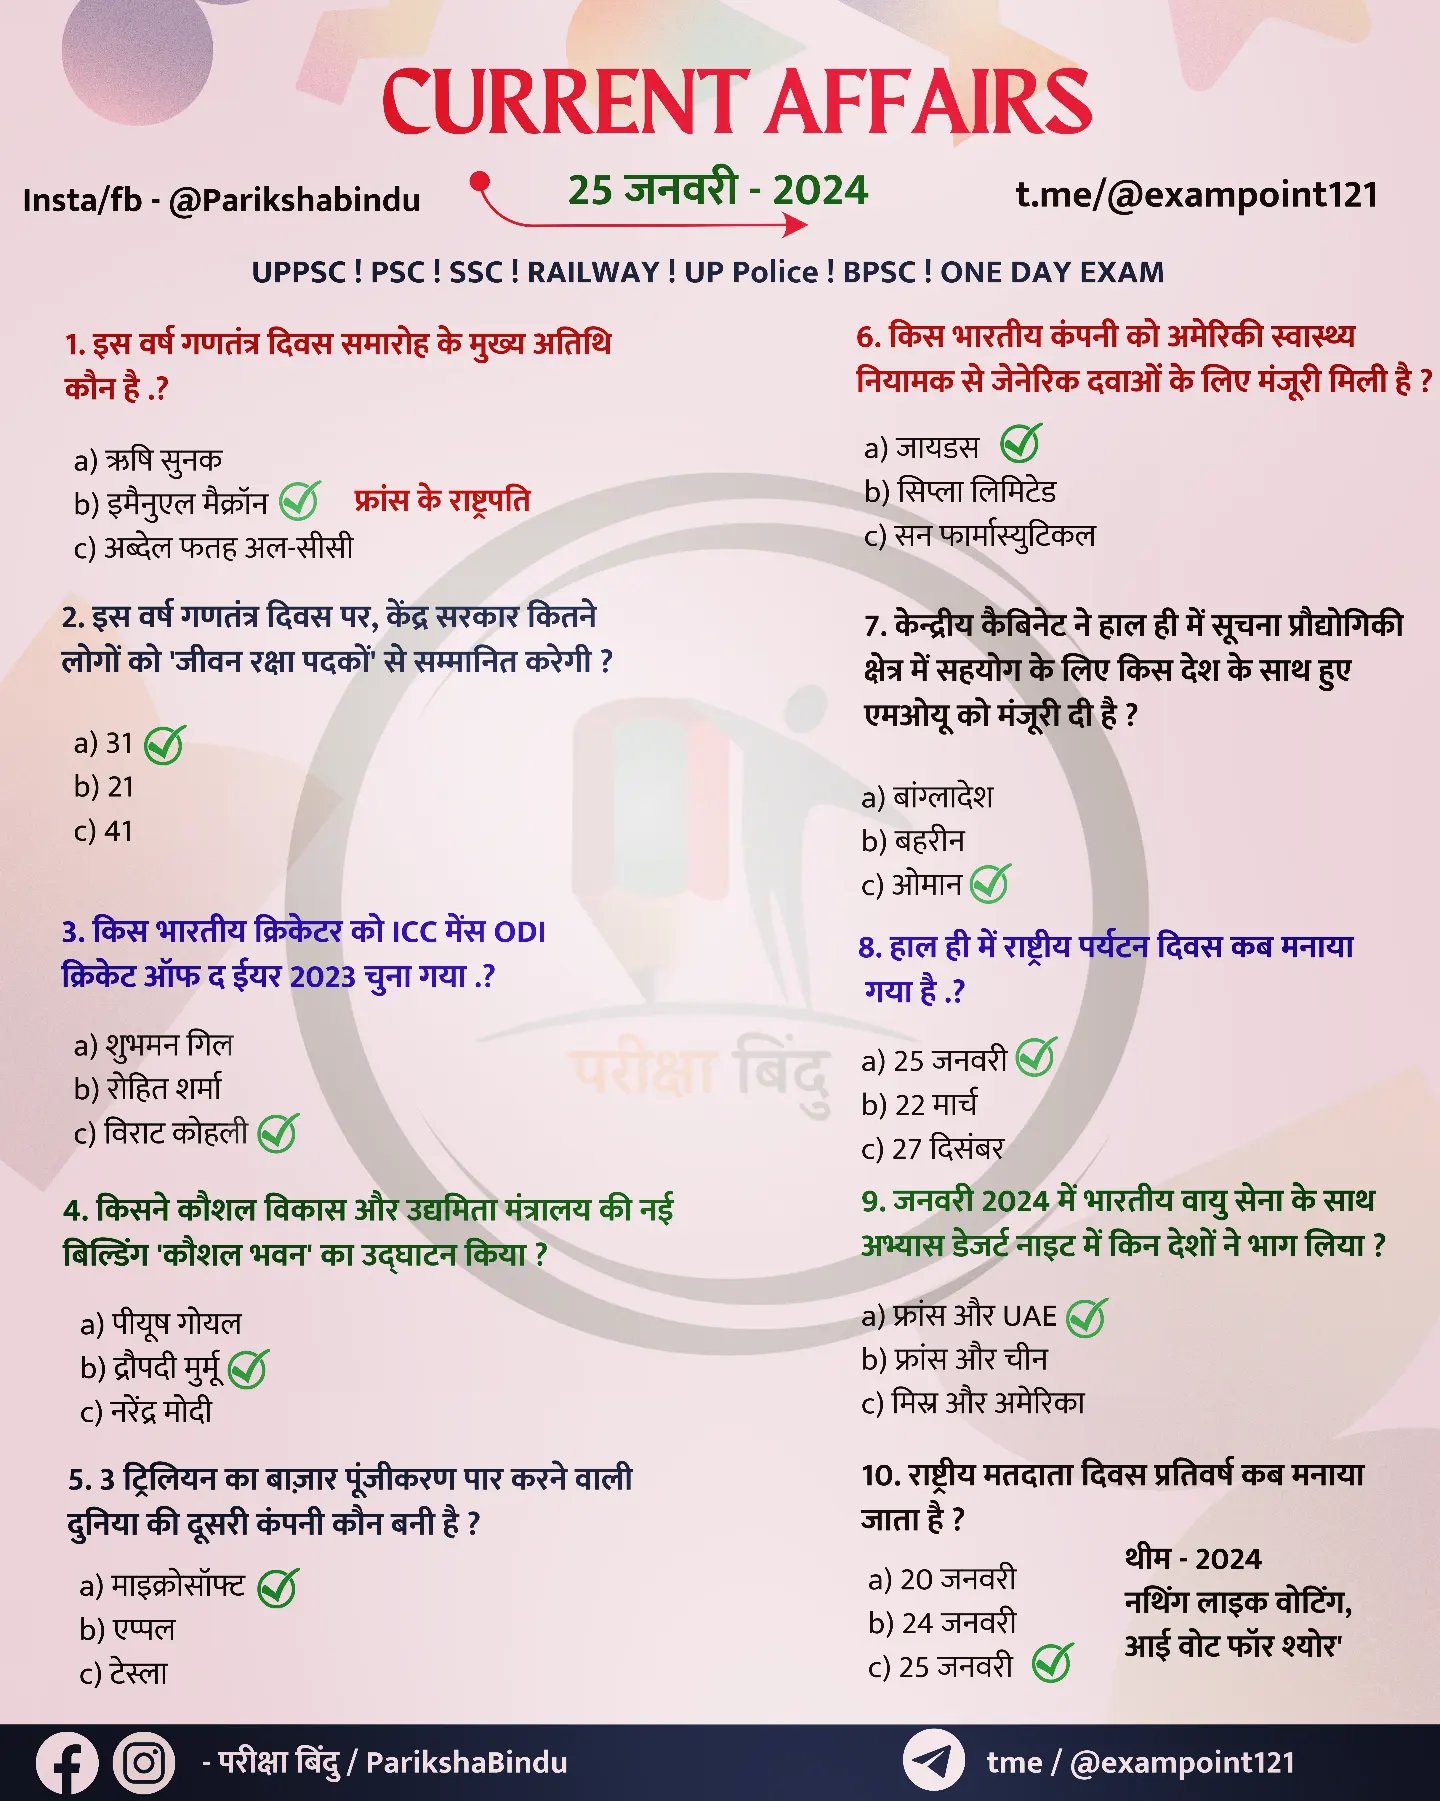 CURRENT AFFAIRS
Insta/fb - @Parikshabindu
25 जनवरी - 2024
t.me/@exampoint121
UPPSC ! PSC ! SSC ! RAILWAY ! UP Police ! BPSC ! ONE DAY EXAM
1. इस वर्ष गणतंत्र दिवस समारोह के मुख्य अतिथि
कौन है .?
a) ऋषि सुनक
b) इमैनुएल मैक्रॉन फ्रांस के राष्ट्रपति
c) अब्देल फतह अल-सीसी
2. इस वर्ष गणतंत्र दिवस पर, केंद्र सरकार कितने
लोगों को 'जीवन रक्षा पदकों' से सम्मानित करेगी ?
a) 31
b) 21
c) 41
3. किस भारतीय क्रिकेटर को ICC मेंस ODI
क्रिकेट ऑफ द ईयर 2023 चुना गया .?
a) शुभमन गिल
b) रोहित शर्मा
c) विराट कोहली
4. किसने कौशल विकास और उद्यमिता मंत्रालय की नई
बिल्डिंग 'कौशल भवन' का उद्घाटन किया ?
a) पीयूष गोयल
b) द्रौपदी मुर्मू
c) नरेंद्र मोदी
5. 3 ट्रिलियन का बाज़ार पूंजीकरण पार करने वाली
दुनिया की दूसरी कंपनी कौन बनी है ?
a) माइक्रोसॉफ्ट
b) एप्पल
c) टेस्ला
6. किस भारतीय कंपनी को अमेरिकी स्वास्थ्य
नियामक से जेनेरिक दवाओं के लिए मंजूरी मिली है ?
a) जायडस
b) सिप्ला लिमिटेड
c) सन फार्मास्युटिकल
7. केन्द्रीय कैबिनेट ने हाल ही में सूचना प्रौद्योगिकी
क्षेत्र में सहयोग के लिए किस देश के साथ हुए
एमओयू को मंजूरी दी है ?
a) बांग्लादेश
b) बहरीन
c) ओमान
8. हाल ही में राष्ट्रीय पर्यटन दिवस कब मनाया
गया है .?
a) 25 जनवरी
b) 22 मार्च
c) 27 दिसंबर
9. जनवरी 2024 में भारतीय वायु सेना के साथ
अभ्यास डेजर्ट नाइट में किन देशों ने भाग लिया ?
a) फ्रांस और UAE
b) फ्रांस और चीन
c) मिस्र और अमेरिका
10. राष्ट्रीय मतदाता दिवस प्रतिवर्ष कब मनाया
जाता है ?
a) 20 जनवरी
b) 24 जनवरी
c) 25 जनवरी
थीम - 2024
नथिंग लाइक वोटिंग,
आई वोट फॉर श्योर'
परीक्षा बिंदु
- परीक्षा बिंदु / ParikshaBindu
tme / @exampoint121